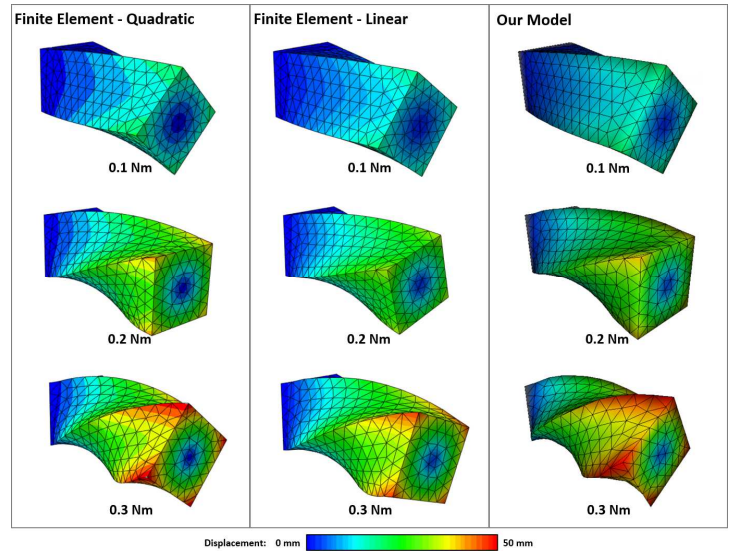 Finite Element - Quadratic
Finite Element - Linear
Our Model
0.1 Nm
0.1 Nm
0.1 Nm
0.2 Nm
0.2 Nm
0.2 Nm
0.3 Nm
0.3 Nm
0.3 Nm
Displacement: 0 mm 50 mm